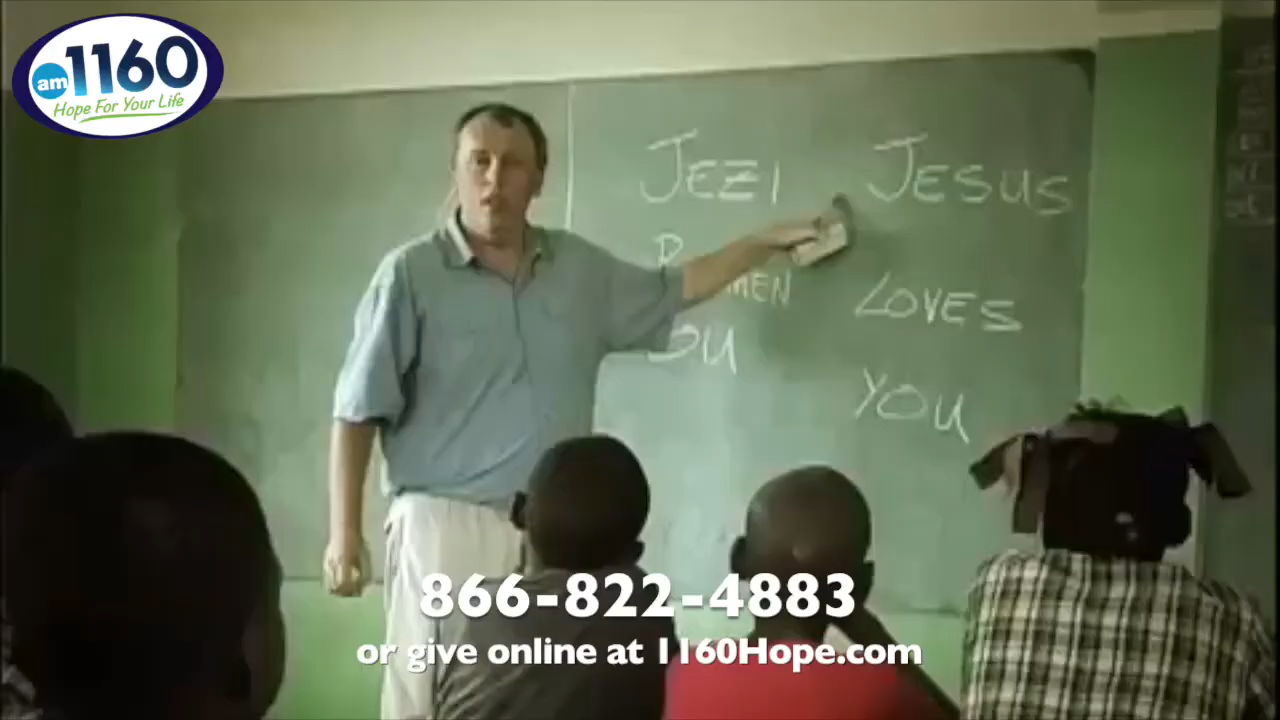 am 1160
Hope For Your Life
JEZI JESUS
LOVES
OU
YOU
866-822-4883
or give online at 1160Hope.com